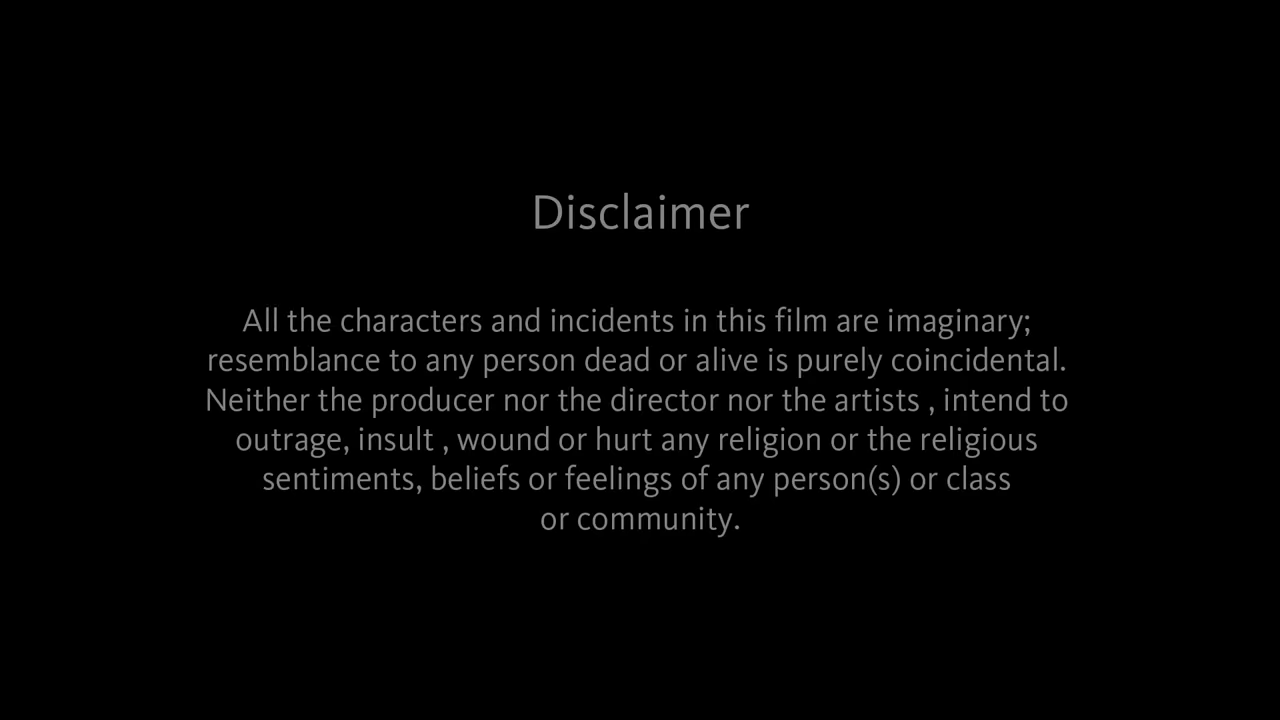 Disclaimer
All the characters and incidents in this film are imaginary;
resemblance to any person dead or alive is purely coincidental.
Neither the producer nor the director nor the artists , intend to
outrage, insult , wound or hurt any religion or the religious
sentiments, beliefs or feelings of any person(s) or class
or community.